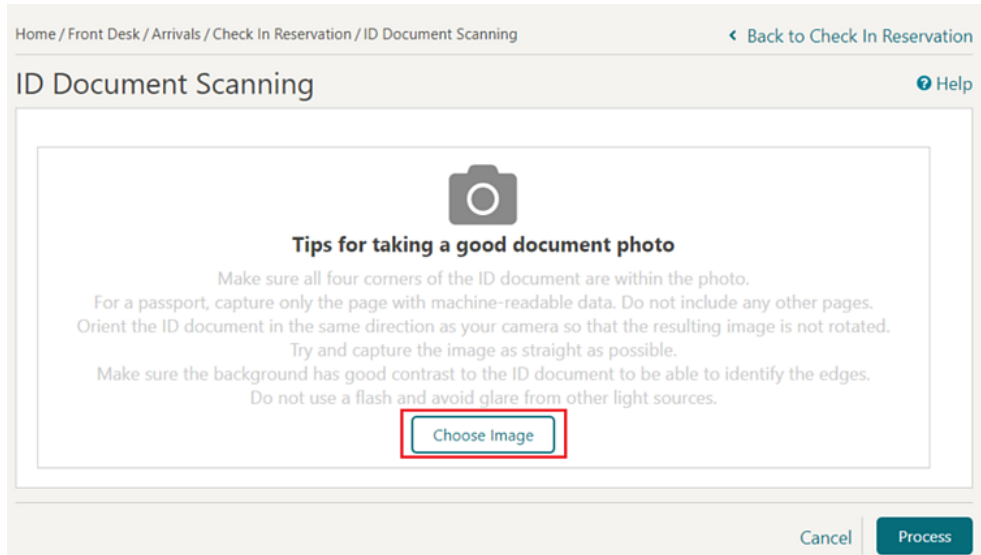 Home / Front Desk / Arrivals / Check In Reservation / ID Document Scanning
Back to Check In Reservation
ID Document Scanning
Help
Tips for taking a good document photo
Make sure all four corners of the ID document are within the photo.
For a passport, capture only the page with machine-readable data. Do not include any other pages.
Orient the ID document in the same direction as your camera so that the resulting image is not rotated.
Try and capture the image as straight as possible.
Make sure the background has good contrast to the ID document to be able to identify the edges.
Do not use a flash and avoid glare from other light sources.
Choose Image
Cancel
Process